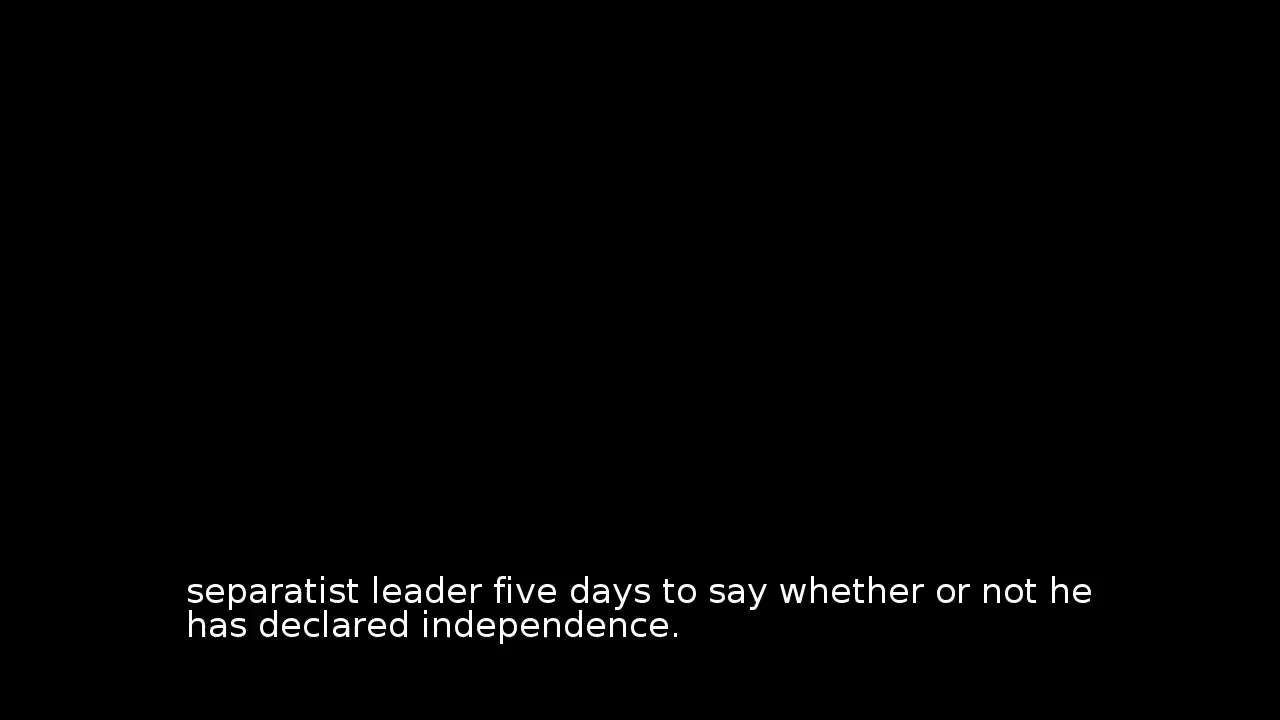 separatist leader five days to say whether or not he
has declared independence.